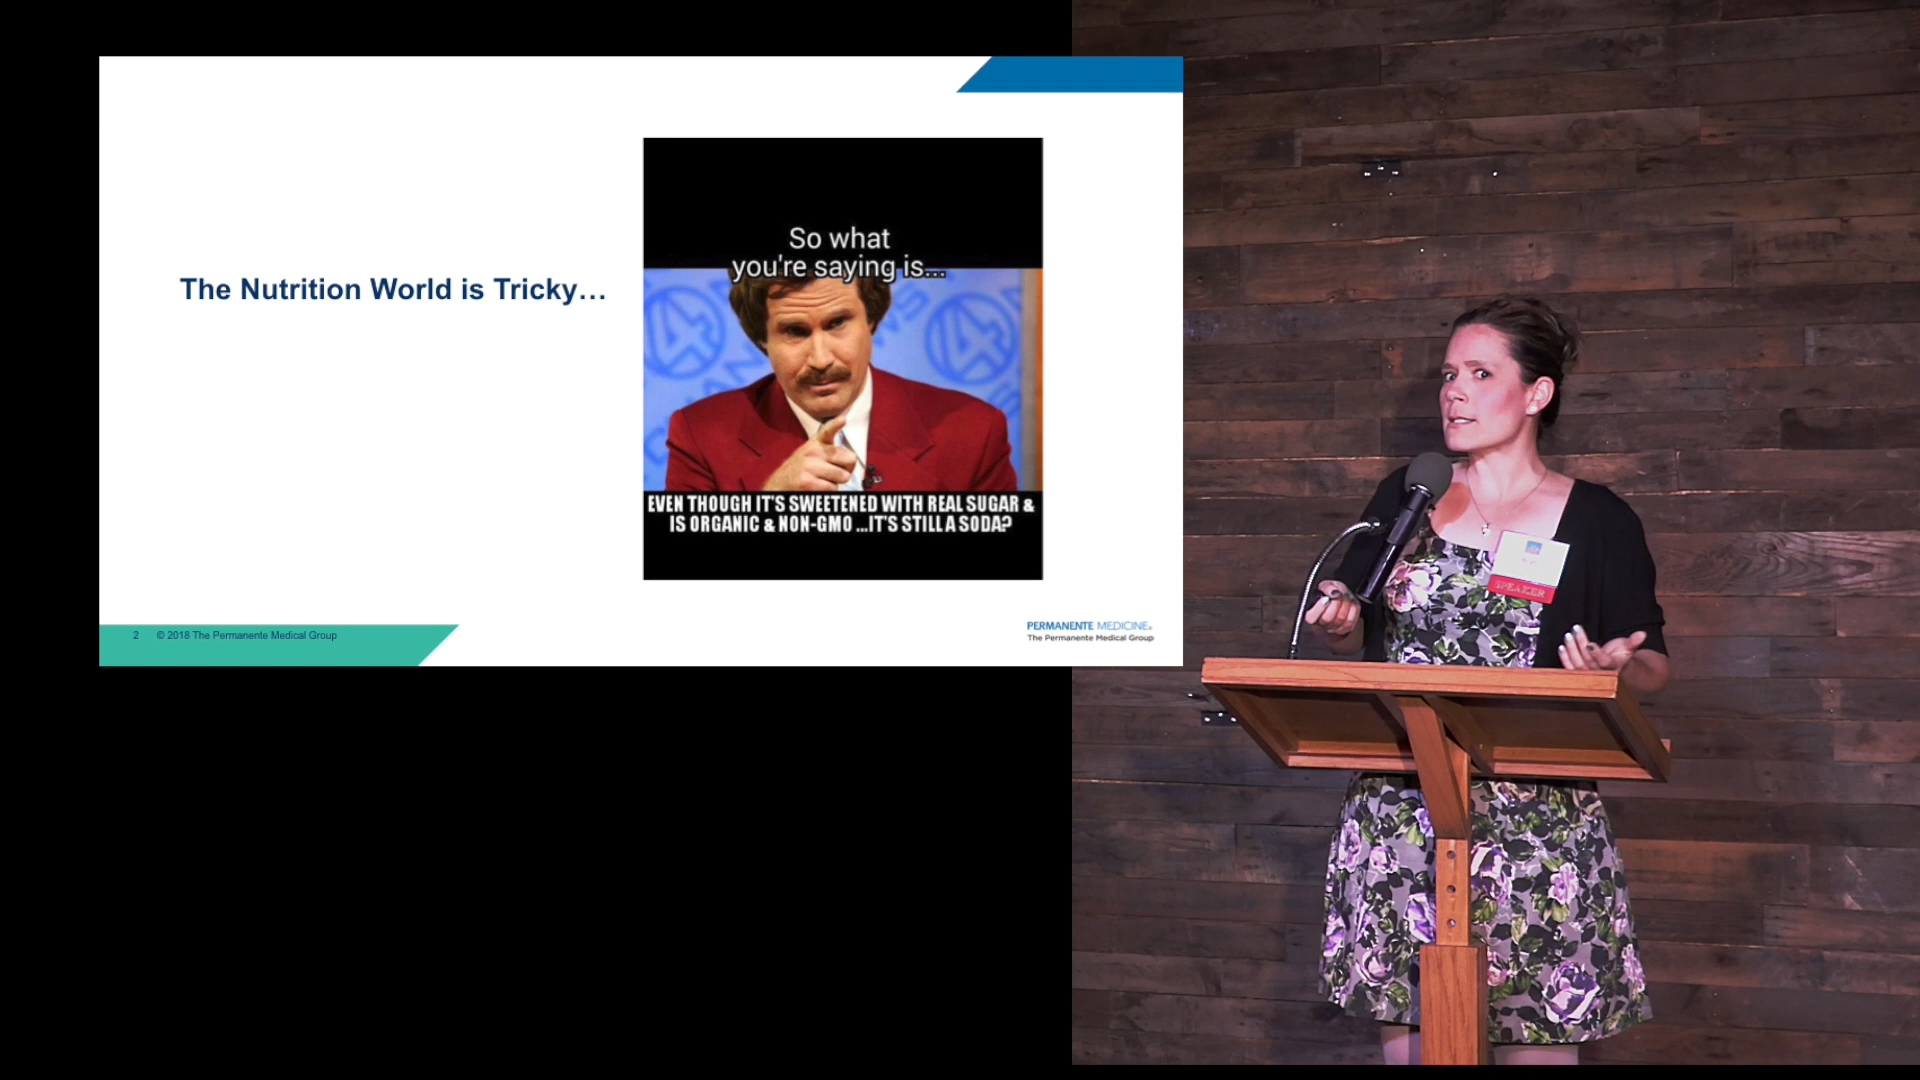 The Nutrition World is Tricky…
So what
you're saying is...
EVEN THOUGH IT'S SWEETENED WITH REAL SUGAR &
IS ORGANIC & NON-GMO ...IT'S STILL A SODA?
2 © 2018 The Permanente Medical Group
PERMANENTE MEDICINE®
The Permanente Medical Group
SPEAKER